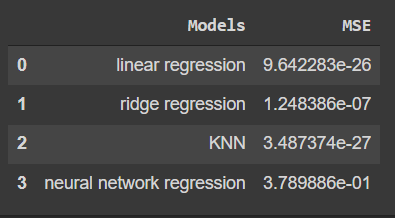 Models MSE
0 linear regression 9.642283e-26
1 ridge regression 1.248386e-07
2 KNN 3.487374e-27
3 neural network regression 3.789886e-01